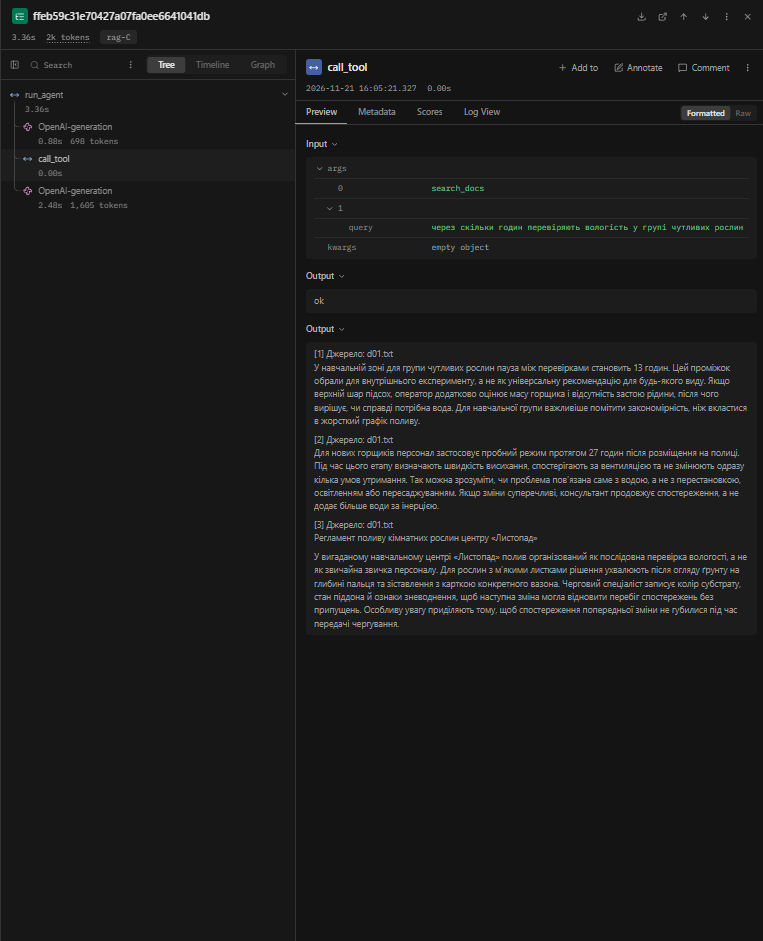 ffeb59c31e70427a07fa0ee6641041db
3.36s 2k tokens rag-C
Search
Tree Timeline Graph
run_agent
3.36s
OpenAI-generation
0.88s 698 tokens
call_tool
0.00s
OpenAI-generation
2.48s 1,605 tokens
call_tool
+ Add to Annotate Comment
2026-11-21 16:05:21.327 0.00s
Preview Metadata Scores Log View
Formatted Raw
Input
args
0 search_docs
1
query через скільки годин перевіряють вологість у групі чутливих рослин
kwargs empty object
Output
ok
Output
[1] Джерело: d01.txt
У навчальній зоні для групи чутливих рослин пауза між перевірками становить 13 годин. Цей проміжок
обрали для внутрішнього експерименту, а не як універсальну рекомендацію для будь-якого виду. Якщо
верхній шар підсох, оператор додатково оцінює масу горщика і відсутність застою рідини, після чого
вирішує, чи справді потрібна вода. Для навчальної групи важливіше помітити закономірність, ніж вкластися
в жорсткий графік поливу.
[2] Джерело: d01.txt
Для нових горщиків персонал застосовує пробний режим протягом 27 годин після розміщення на полиці.
Під час цього етапу визначають швидкість висихання, спостерігають за вентиляцією та не змінюють одразу
кілька умов утримання. Так можна зрозуміти, чи проблема пов'язана саме з водою, а не з перестановкою,
освітленням або пересаджуванням. Якщо зміни суперечливі, консультант продовжує спостереження, а не
додає більше води за інерцією.
[3] Джерело: d01.txt
Регламент поливу кімнатних рослин центру «Листопад»
У вигаданому навчальному центрі «Листопад» полив організований як послідовна перевірка вологості, а не
як звичайна звичка персоналу. Для рослин з м'якими листками рішення ухвалюють після огляду ґрунту на
глибині пальця та зіставлення з карткою конкретного вазона. Черговий спеціаліст записує колір субстрату,
стан піддона й ознаки зневоднення, щоб наступна зміна могла відновити перебіг спостережень без
припущень. Особливу увагу приділяють тому, щоб спостереження попередньої зміни не губилися під час
передачі чергування.